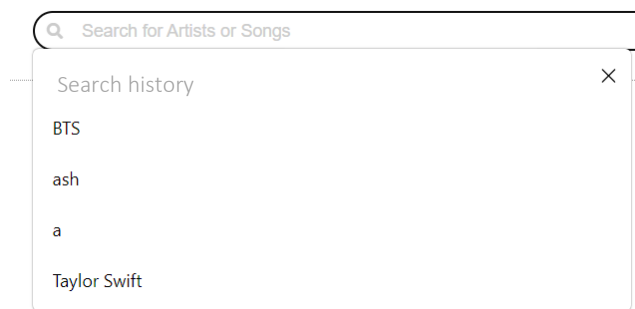 Search for Artists or Songs
Search history
BTS
ash
a
Taylor Swift